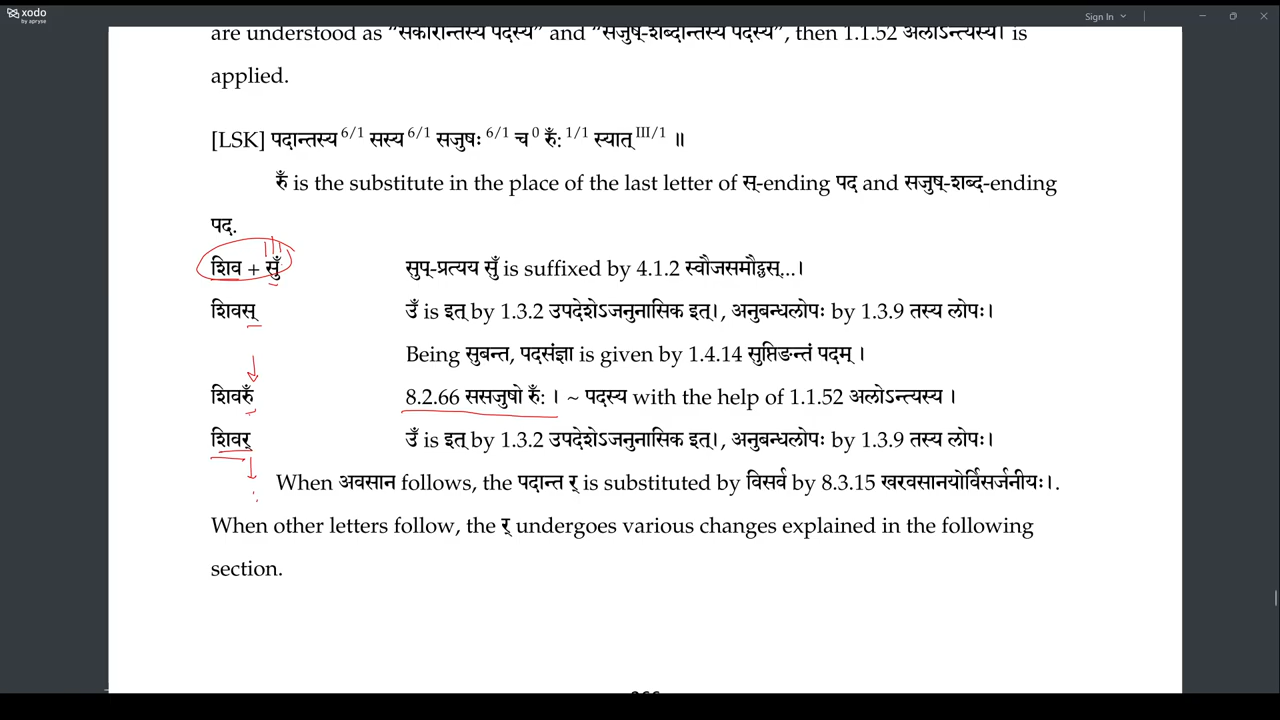 xodo
by apryse
Sign In
are understood as “सकारान्तस्य पदस्य” and “सजुष्-शब्दान्तस्य पदस्य”, then 1.1.52 अलोऽन्त्यस्य। is
applied.
[LSK] पदान्तस्य 6/1 सस्य 6/1 सजुषः 6/1 च 0 रुँ: 1/1 स्यात् III/1 ॥
रुँ is the substitute in the place of the last letter of स्-ending पद and सजुष्-शब्द-ending
पद.
शिव + सुँ सुप्-प्रत्यय सुँ is suffixed by 4.1.2 स्वौजसमौट्छस्...।
शिवस् उँ is इत् by 1.3.2 उपदेशेऽजनुनासिक इत्।, अनुबन्धलोपः by 1.3.9 तस्य लोपः।
Being सुबन्त, पदसंज्ञा is given by 1.4.14 सुप्तिङन्तं पदम् ।
शिवरुँ 8.2.66 ससजुषो रुँ: । ~ पदस्य with the help of 1.1.52 अलोऽन्त्यस्य ।
शिवर् उँ is इत् by 1.3.2 उपदेशेऽजनुनासिक इत्।, अनुबन्धलोपः by 1.3.9 तस्य लोपः।
When अवसान follows, the पदान्त र् is substituted by विसर्व by 8.3.15 खरवसानयोर्विसर्जनीयः।.
When other letters follow, the र् undergoes various changes explained in the following
section.